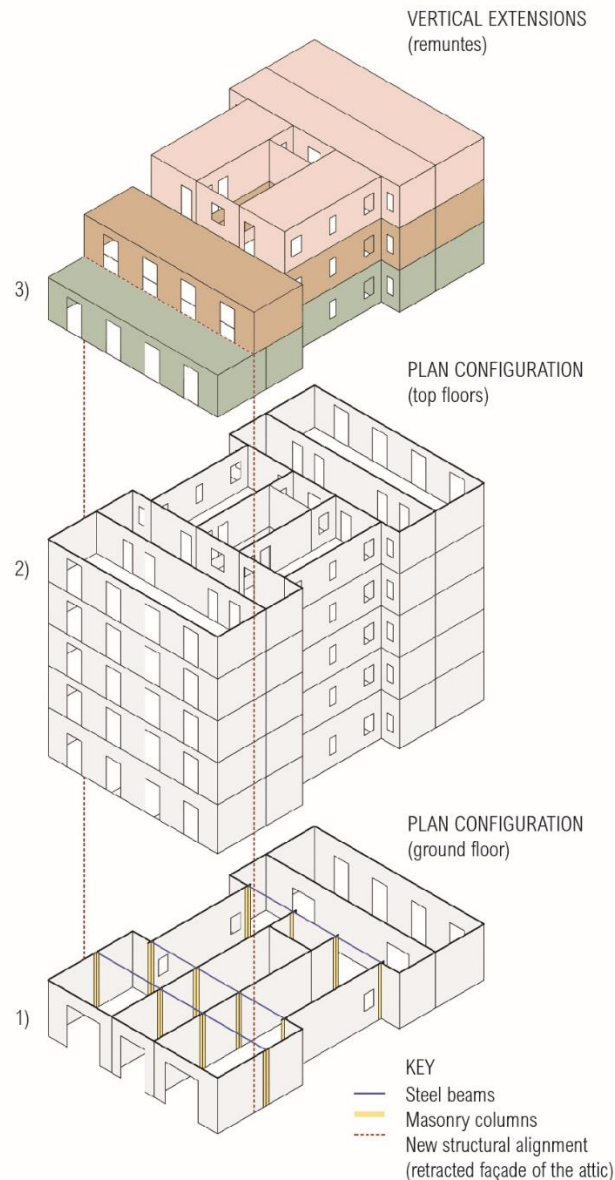 VERTICAL EXTENSIONS
(remuntes)
3)
PLAN CONFIGURATION
(top floors)
2)
PLAN CONFIGURATION
(ground floor)
1)
KEY
Steel beams
Masonry columns
New structural alignment
(retracted façade of the attic)